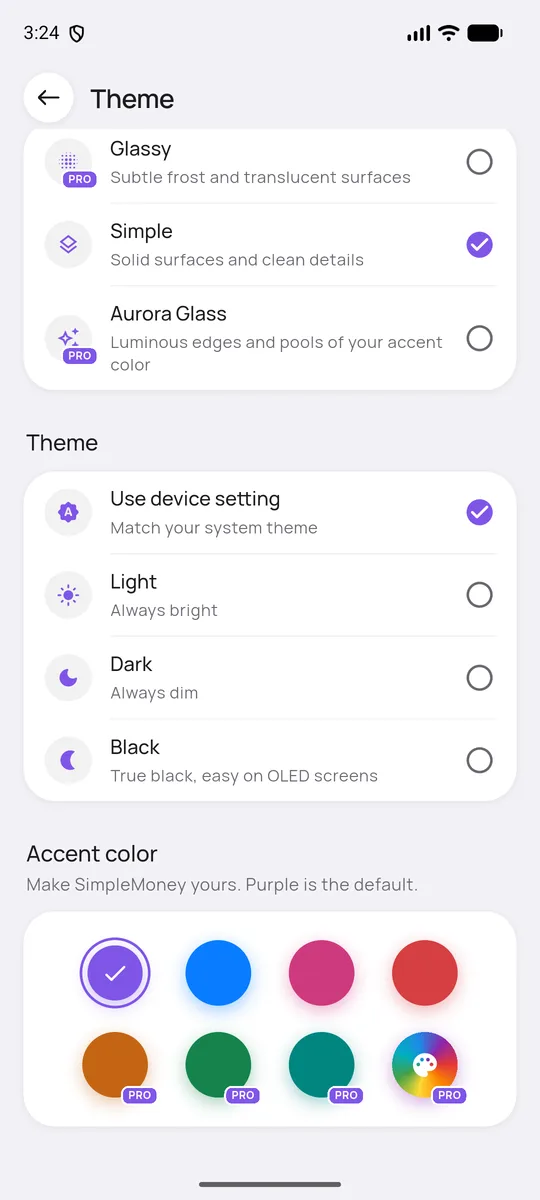 3:24
Theme
Glassy
Subtle frost and translucent surfaces
PRO
Simple
Solid surfaces and clean details
Aurora Glass
Luminous edges and pools of your accent
color
PRO
Theme
A
Use device setting
Match your system theme
Light
Always bright
Dark
Always dim
Black
True black, easy on OLED screens
Accent color
Make SimpleMoney yours. Purple is the default.
PRO
PRO
PRO
PRO